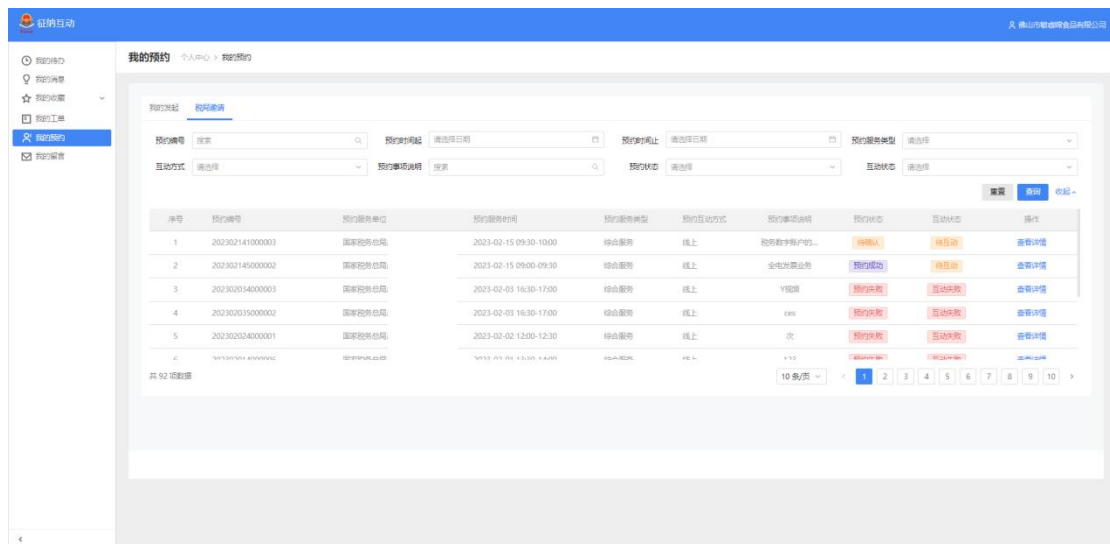 征纳互动
我的预约 个人中心 > 我的预约
我的待办
我的消息
我的收藏
我的工单
我的预约
我的留言
我的发起 税局邀请
预约编号 搜索 预约时间起 请选择日期 预约时间止 请选择日期 预约服务类型 请选择
互动方式 请选择 预约事项说明 搜索 预约状态 请选择 互动状态 请选择
重置 查询 收起
序号 预约编号 预约服务单位 预约服务时间 预约服务类型 预约互动方式 预约事项说明 预约状态 互动状态 操作
1 202302141000003 国家税务总局 2023-02-15 09:30-10:00 综合服务 线上 税务数字账户的... 待确认 待互动 查看详情
2 202302145000002 国家税务总局 2023-02-15 09:00-09:30 综合服务 线上 全电发票业务 预约成功 待互动 查看详情
3 202302034000003 国家税务总局 2023-02-03 16:30-17:00 综合服务 线上 Y视频 预约失败 互动失败 查看详情
4 202302035000002 国家税务总局 2023-02-03 16:30-17:00 综合服务 线上 ces 预约失败 互动失败 查看详情
5 202302024000001 国家税务总局 2023-02-02 12:00-12:30 综合服务 线上 次 预约失败 互动失败 查看详情
共 92 项数据 10 条/页 < 1 2 3 4 5 6 7 8 9 10 >